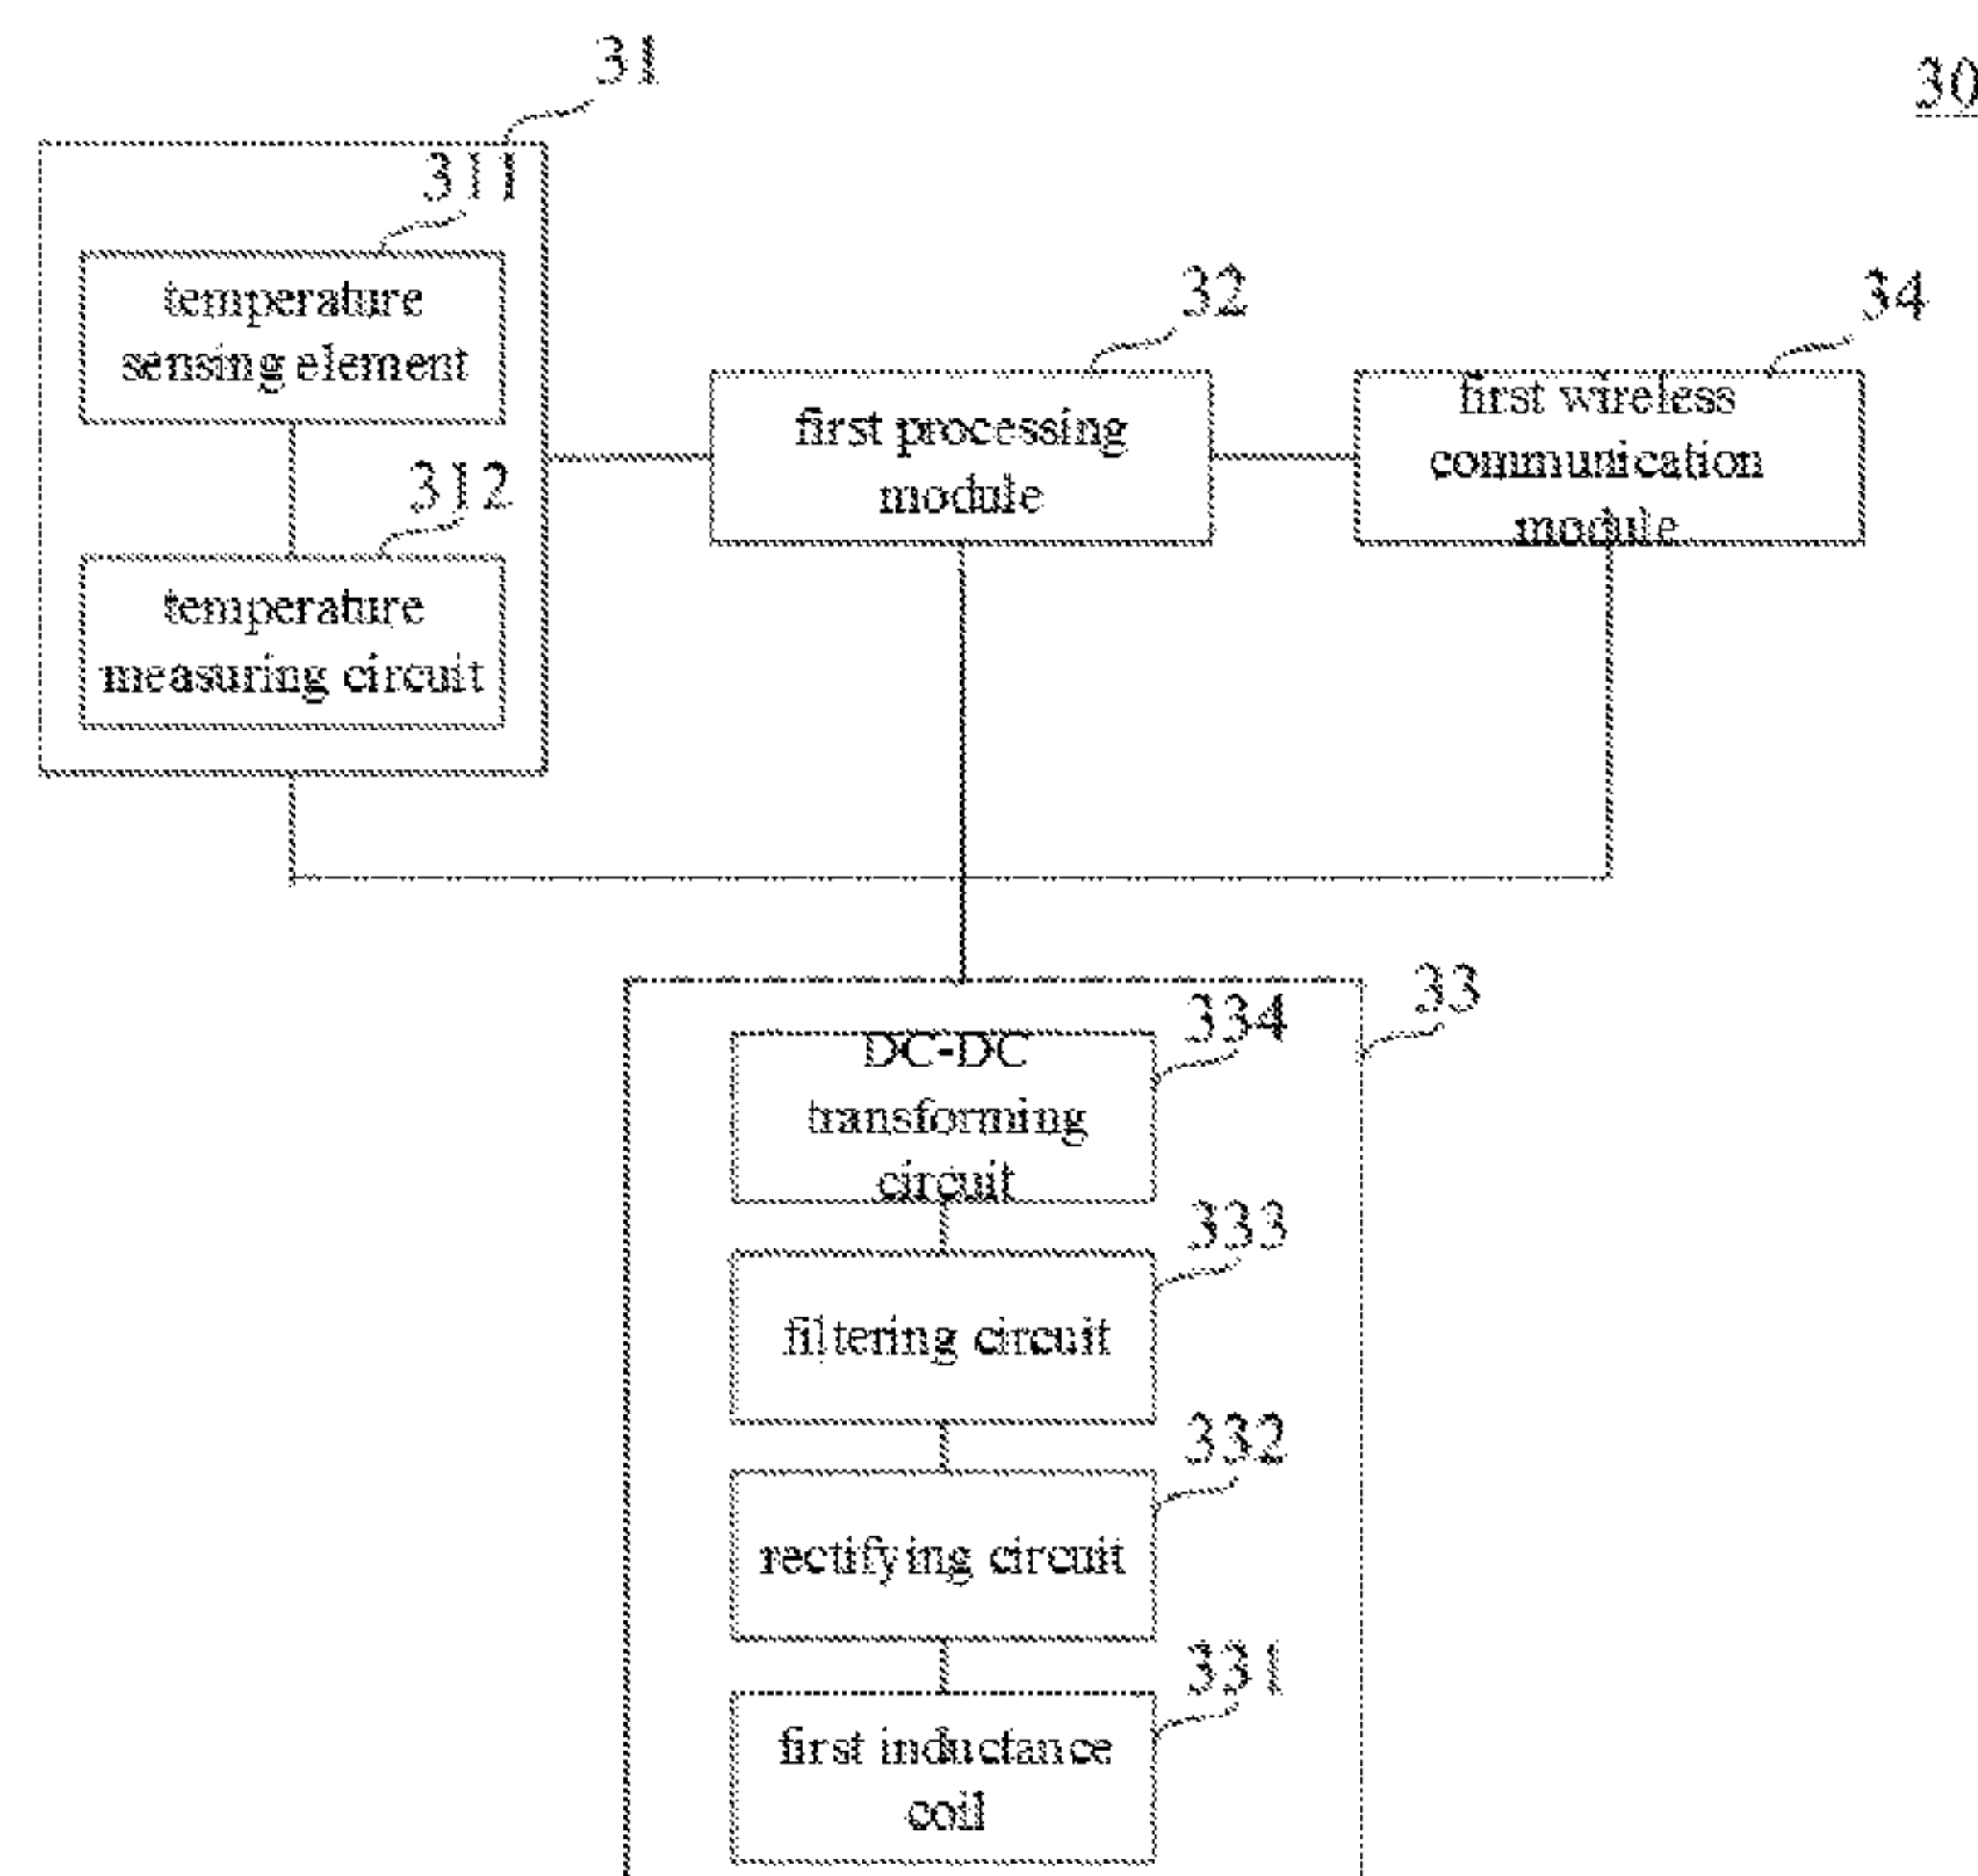 31
30
311
temperature
sensing element
32
34
first processing
module
first wireless
communication
module
312
temperature
measuring circuit
33
334
DC-DC
transforming
circuit
333
filtering circuit
332
rectifying circuit
331
first inductance
coil